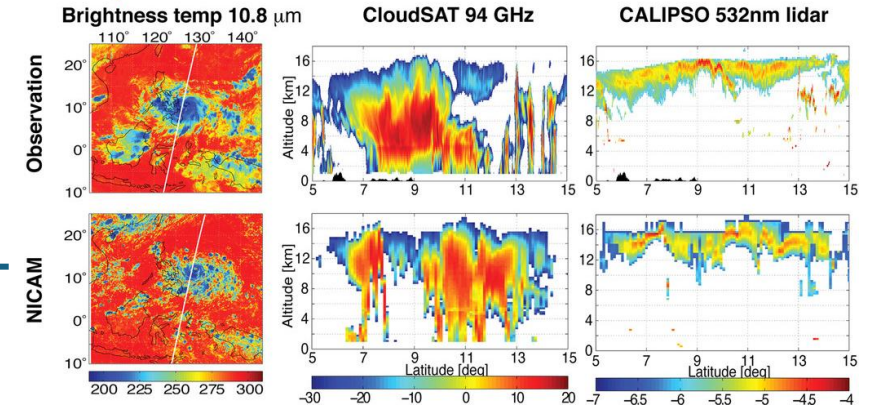 Brightness temp 10.8 μm
CloudSAT 94 GHz
CALIPSO 532nm lidar
110° 120° 130° 140°
Observation
20°
10°
0°
10°
Altitude [km]
16
12
8
4
0
5 7 9 11 13 15
16
12
8
4
0
5 7 9 11 13 15
NICAM
20°
10°
0°
10°
Altitude [km]
16
12
8
4
0
5 7 9 11 13 15
Latitude [deg]
16
12
8
4
0
5 7 9 11 13 15
Latitude [deg]
200 225 250 275 300
−30 −20 −10 0 10 20
−7 −6.5 −6 −5.5 −5 −4.5 −4